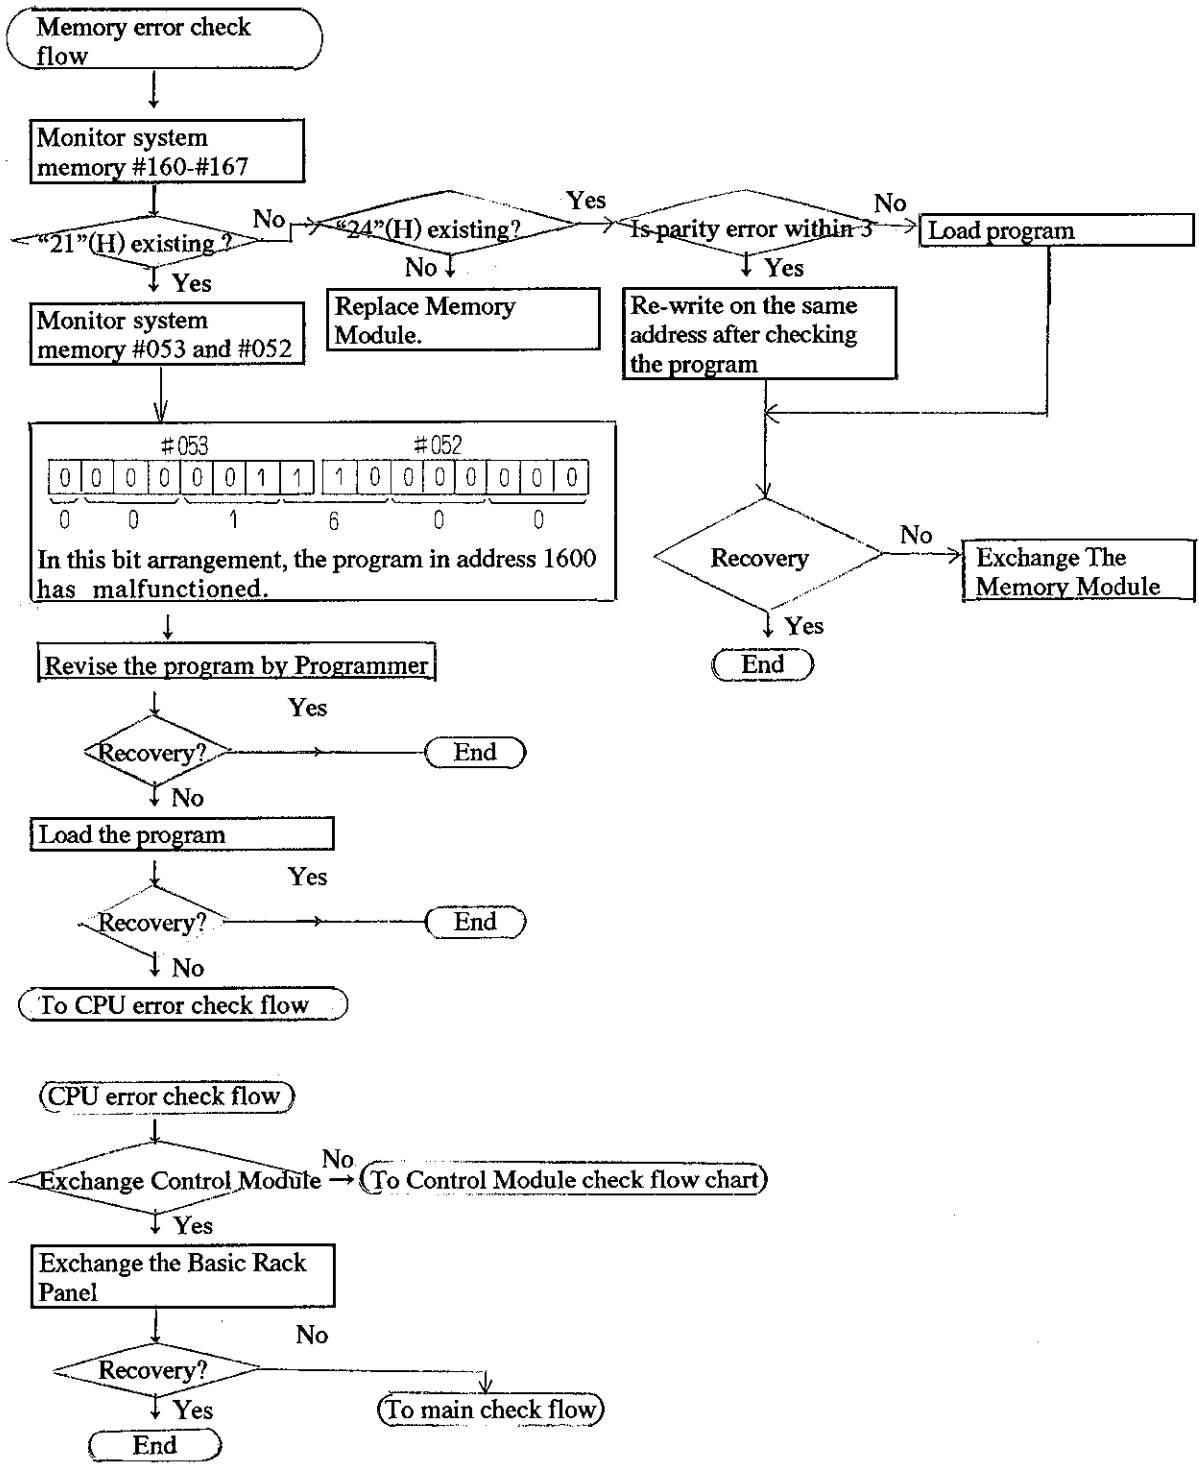 Memory error check
flow
Monitor system
memory #160-#167
"21"(H) existing ?
No
"24"(H) existing?
Yes
Is parity error within 3
No
Load program
Yes
No
Yes
Monitor system
memory #053 and #052
Replace Memory
Module.
Re-write on the same
address after checking
the program
#053 #052
0 0 0 0 0 0 1 1 1 0 0 0 0 0 0 0
0 0 1 6 0 0
In this bit arrangement, the program in address 1600
has malfunctioned.
Recovery
No
Exchange The
Memory Module
Yes
End
Revise the program by Programmer
Yes
Recovery?
End
No
Load the program
Yes
Recovery?
End
No
To CPU error check flow
CPU error check flow
Exchange Control Module
No
To Control Module check flow chart
Yes
Exchange the Basic Rack
Panel
No
Recovery?
To main check flow
Yes
End